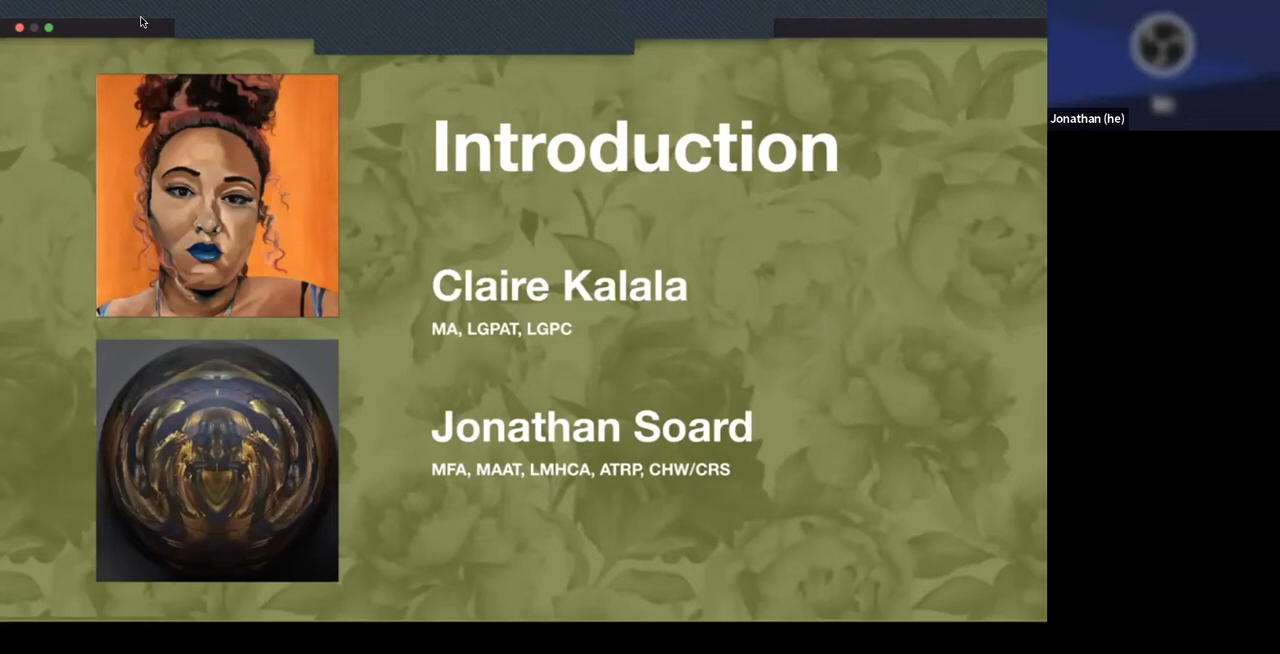 Introduction
Claire Kalala
MA, LGPAT, LGPC
Jonathan Soard
MFA, MAAT, LMHCA, ATRP, CHW/CRS
Jonathan (he)